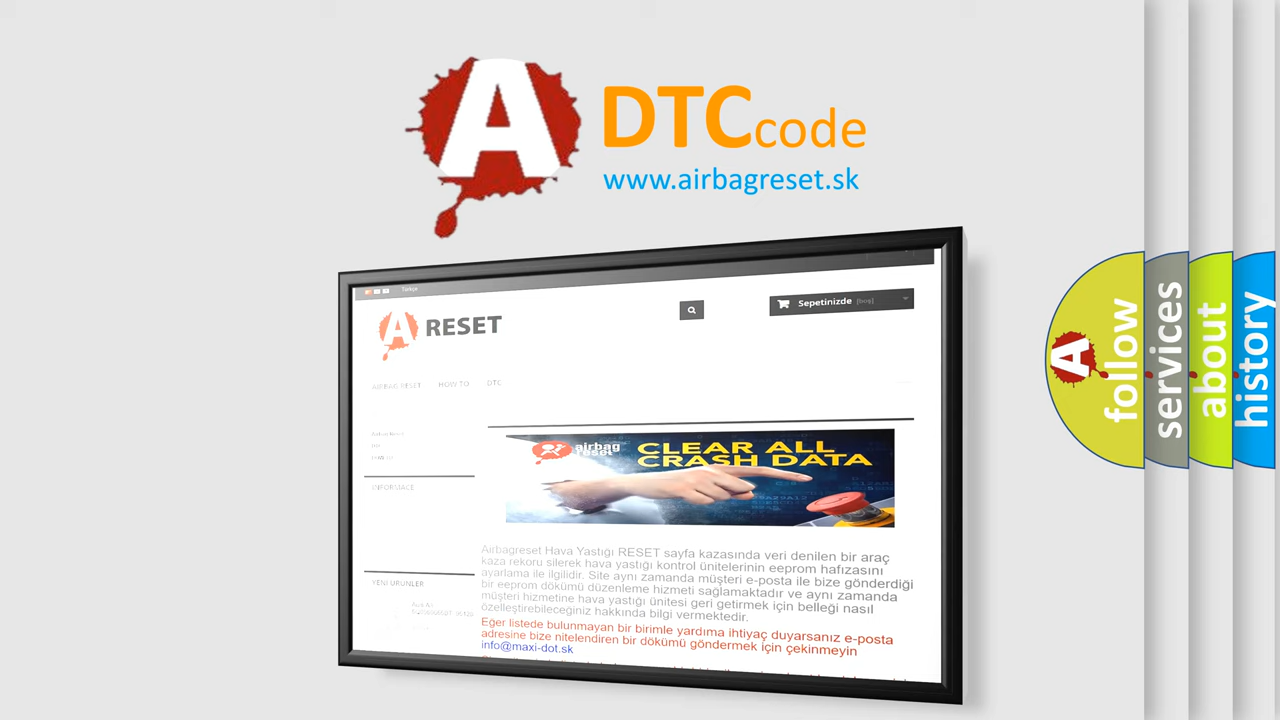 A DTCcode
www.airbagreset.sk
Türkçe
A RESET
Sepetinizde [boş]
AIRBAG RESET HOW TO DTC
INFORMACE
airbag
reset
CLEAR ALL
CRASH DATA
Airbagreset Hava Yastığı RESET sayfa kazasında veri denilen bir araç
kaza rekoru silerek hava yastığı kontrol ünitelerinin eeprom hafızasını
ayarlama ile ilgilidir. Site aynı zamanda müşteri e-posta ile bize gönderdiği
bir eeprom dökümü düzenleme hizmeti sağlamaktadır ve aynı zamanda
müşteri hizmetine hava yastığı ünitesi geri getirmek için belleği nasıl
özelleştirebileceğiniz hakkında bilgi vermektedir.
Eğer listede bulunmayan bir birimle yardıma ihtiyaç duyarsanız e-posta
adresine bize nitelendiren bir dökümü göndermek için çekinmeyin
info@maxi-dot.sk
YENI ÜRÜNLER
A follow
services
about
history